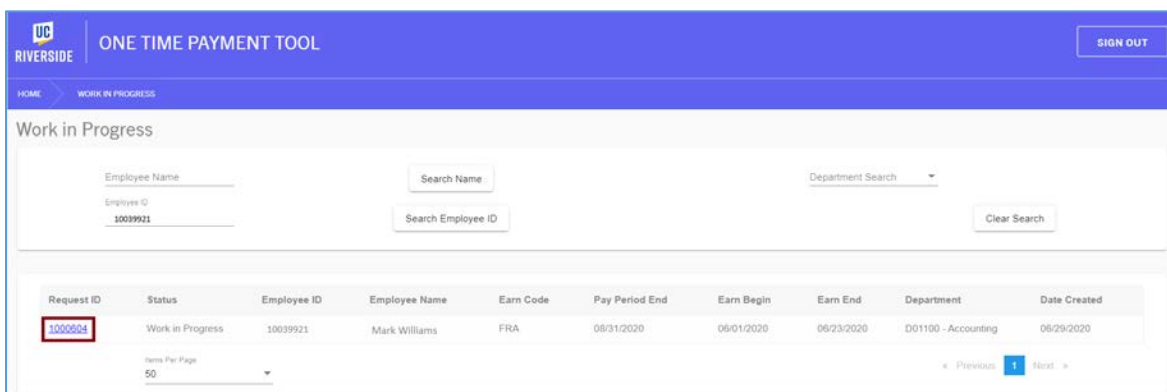 UC
RIVERSIDE
ONE TIME PAYMENT TOOL
SIGN OUT
HOME WORK IN PROGRESS
Work in Progress
Employee Name Search Name Department Search
Employee ID
10039921 Search Employee ID Clear Search
Request ID Status Employee ID Employee Name Earn Code Pay Period End Earn Begin Earn End Department Date Created
1000604 Work in Progress 10039921 Mark Williams FRA 08/31/2020 06/01/2020 06/23/2020 D01100 - Accounting 06/29/2020
Items Per Page
50
« Previous 1 Next »